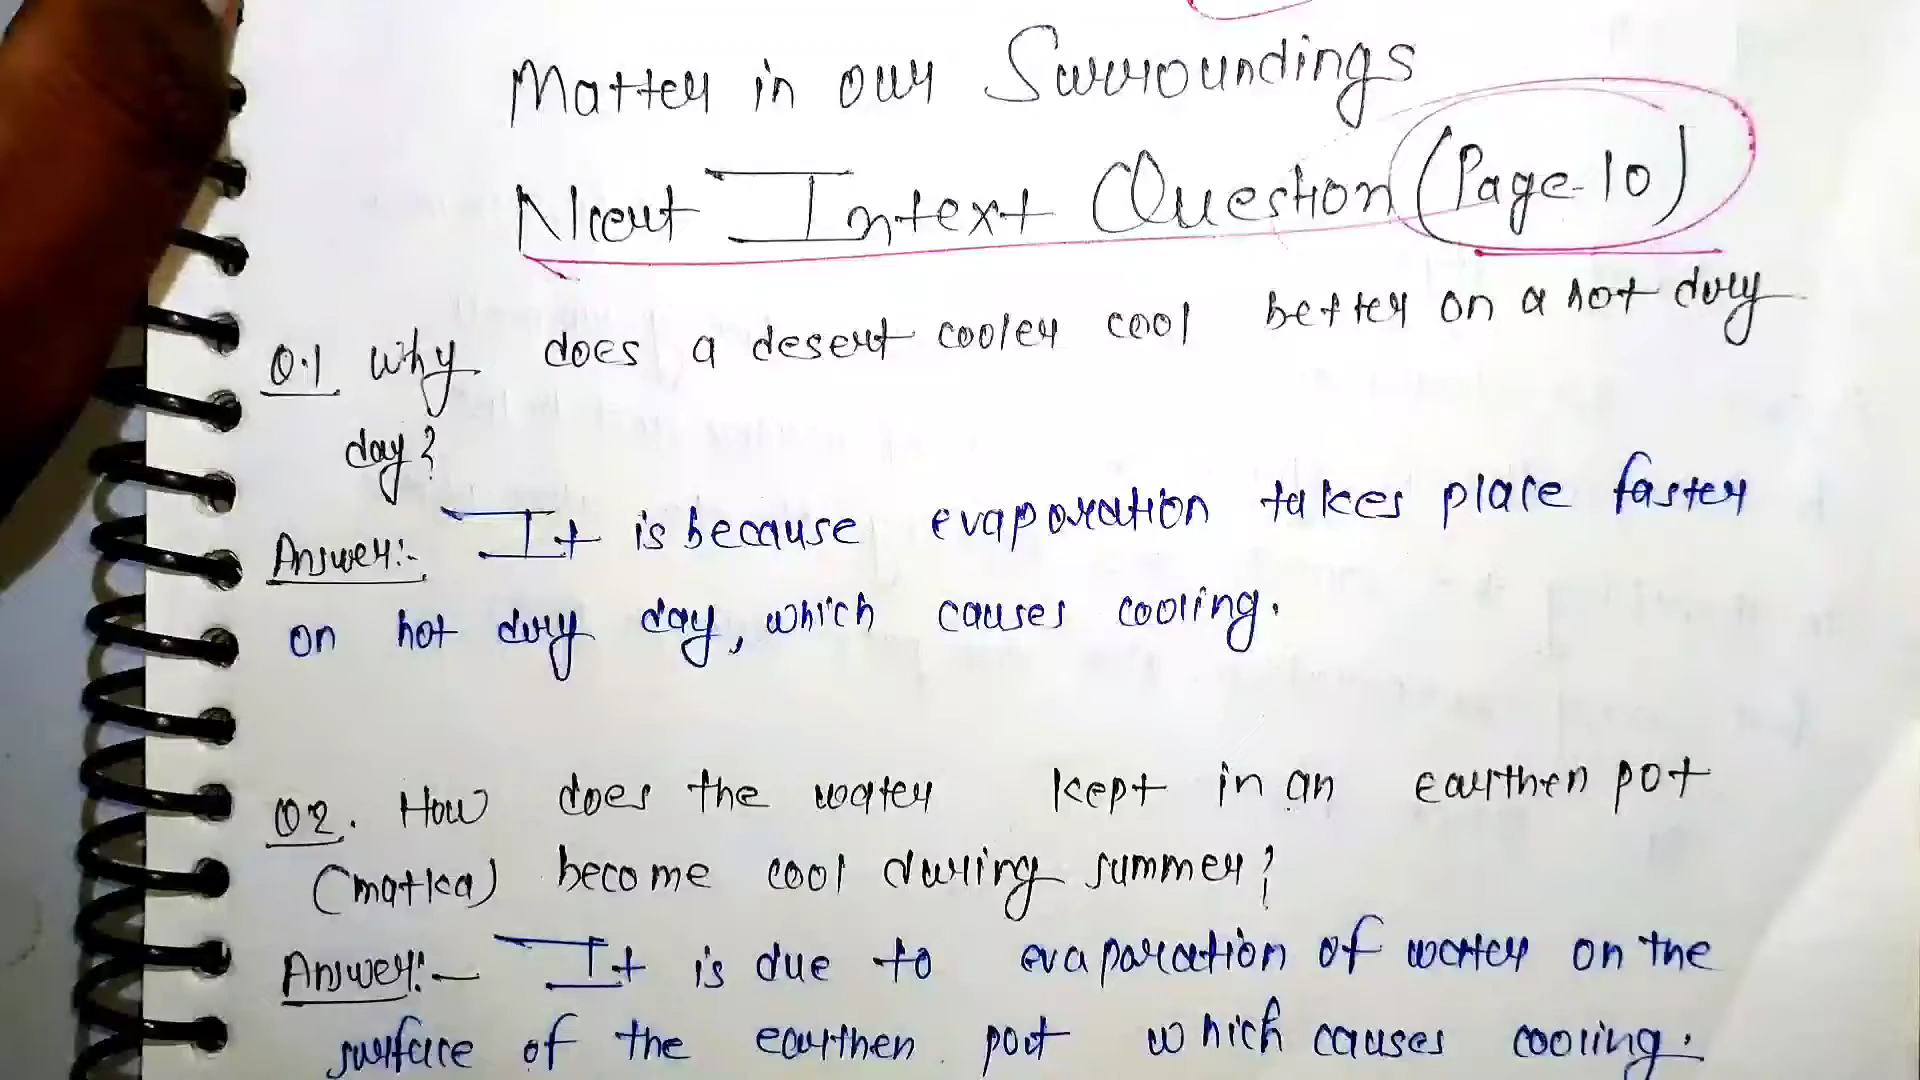 Matter in our Surroundings
Ncert Intext Question (Page-10)
Q.1 Why does a desert cooler cool better on a hot dry
day?
Answer:- It is because evaporation takes place faster
on hot dry day, which causes cooling.
Q2. How does the water kept in an earthen pot
(matka) become cool during summer?
Answer:- It is due to evaporation of water on the
surface of the earthen pot which causes cooling.